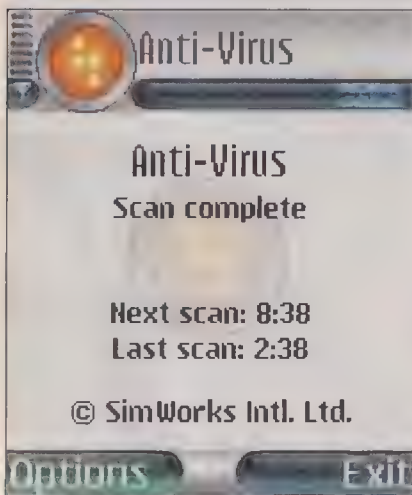 Anti-Virus
Anti-Virus
Scan complete
Next scan: 8:38
Last scan: 2:38
© SimWorks Intl. Ltd.
Options Exit